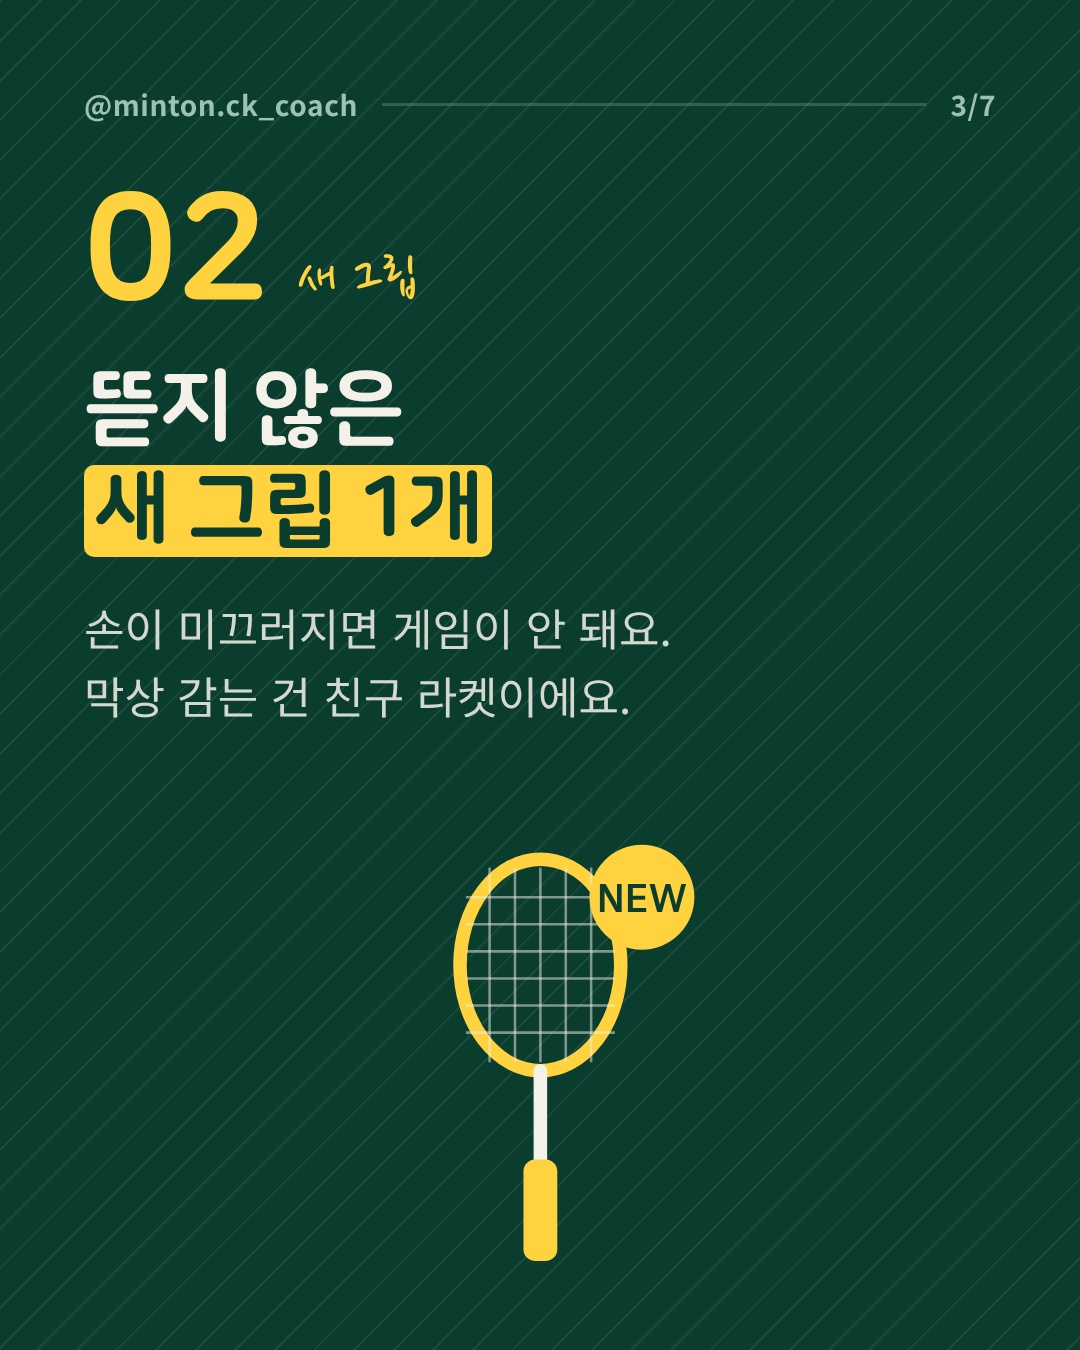 @minton.ck_coach
3/7
02 새 그립
뜯지 않은
새 그립 1개
손이 미끄러지면 게임이 안 돼요.
막상 감는 건 친구 라켓이에요.
NEW